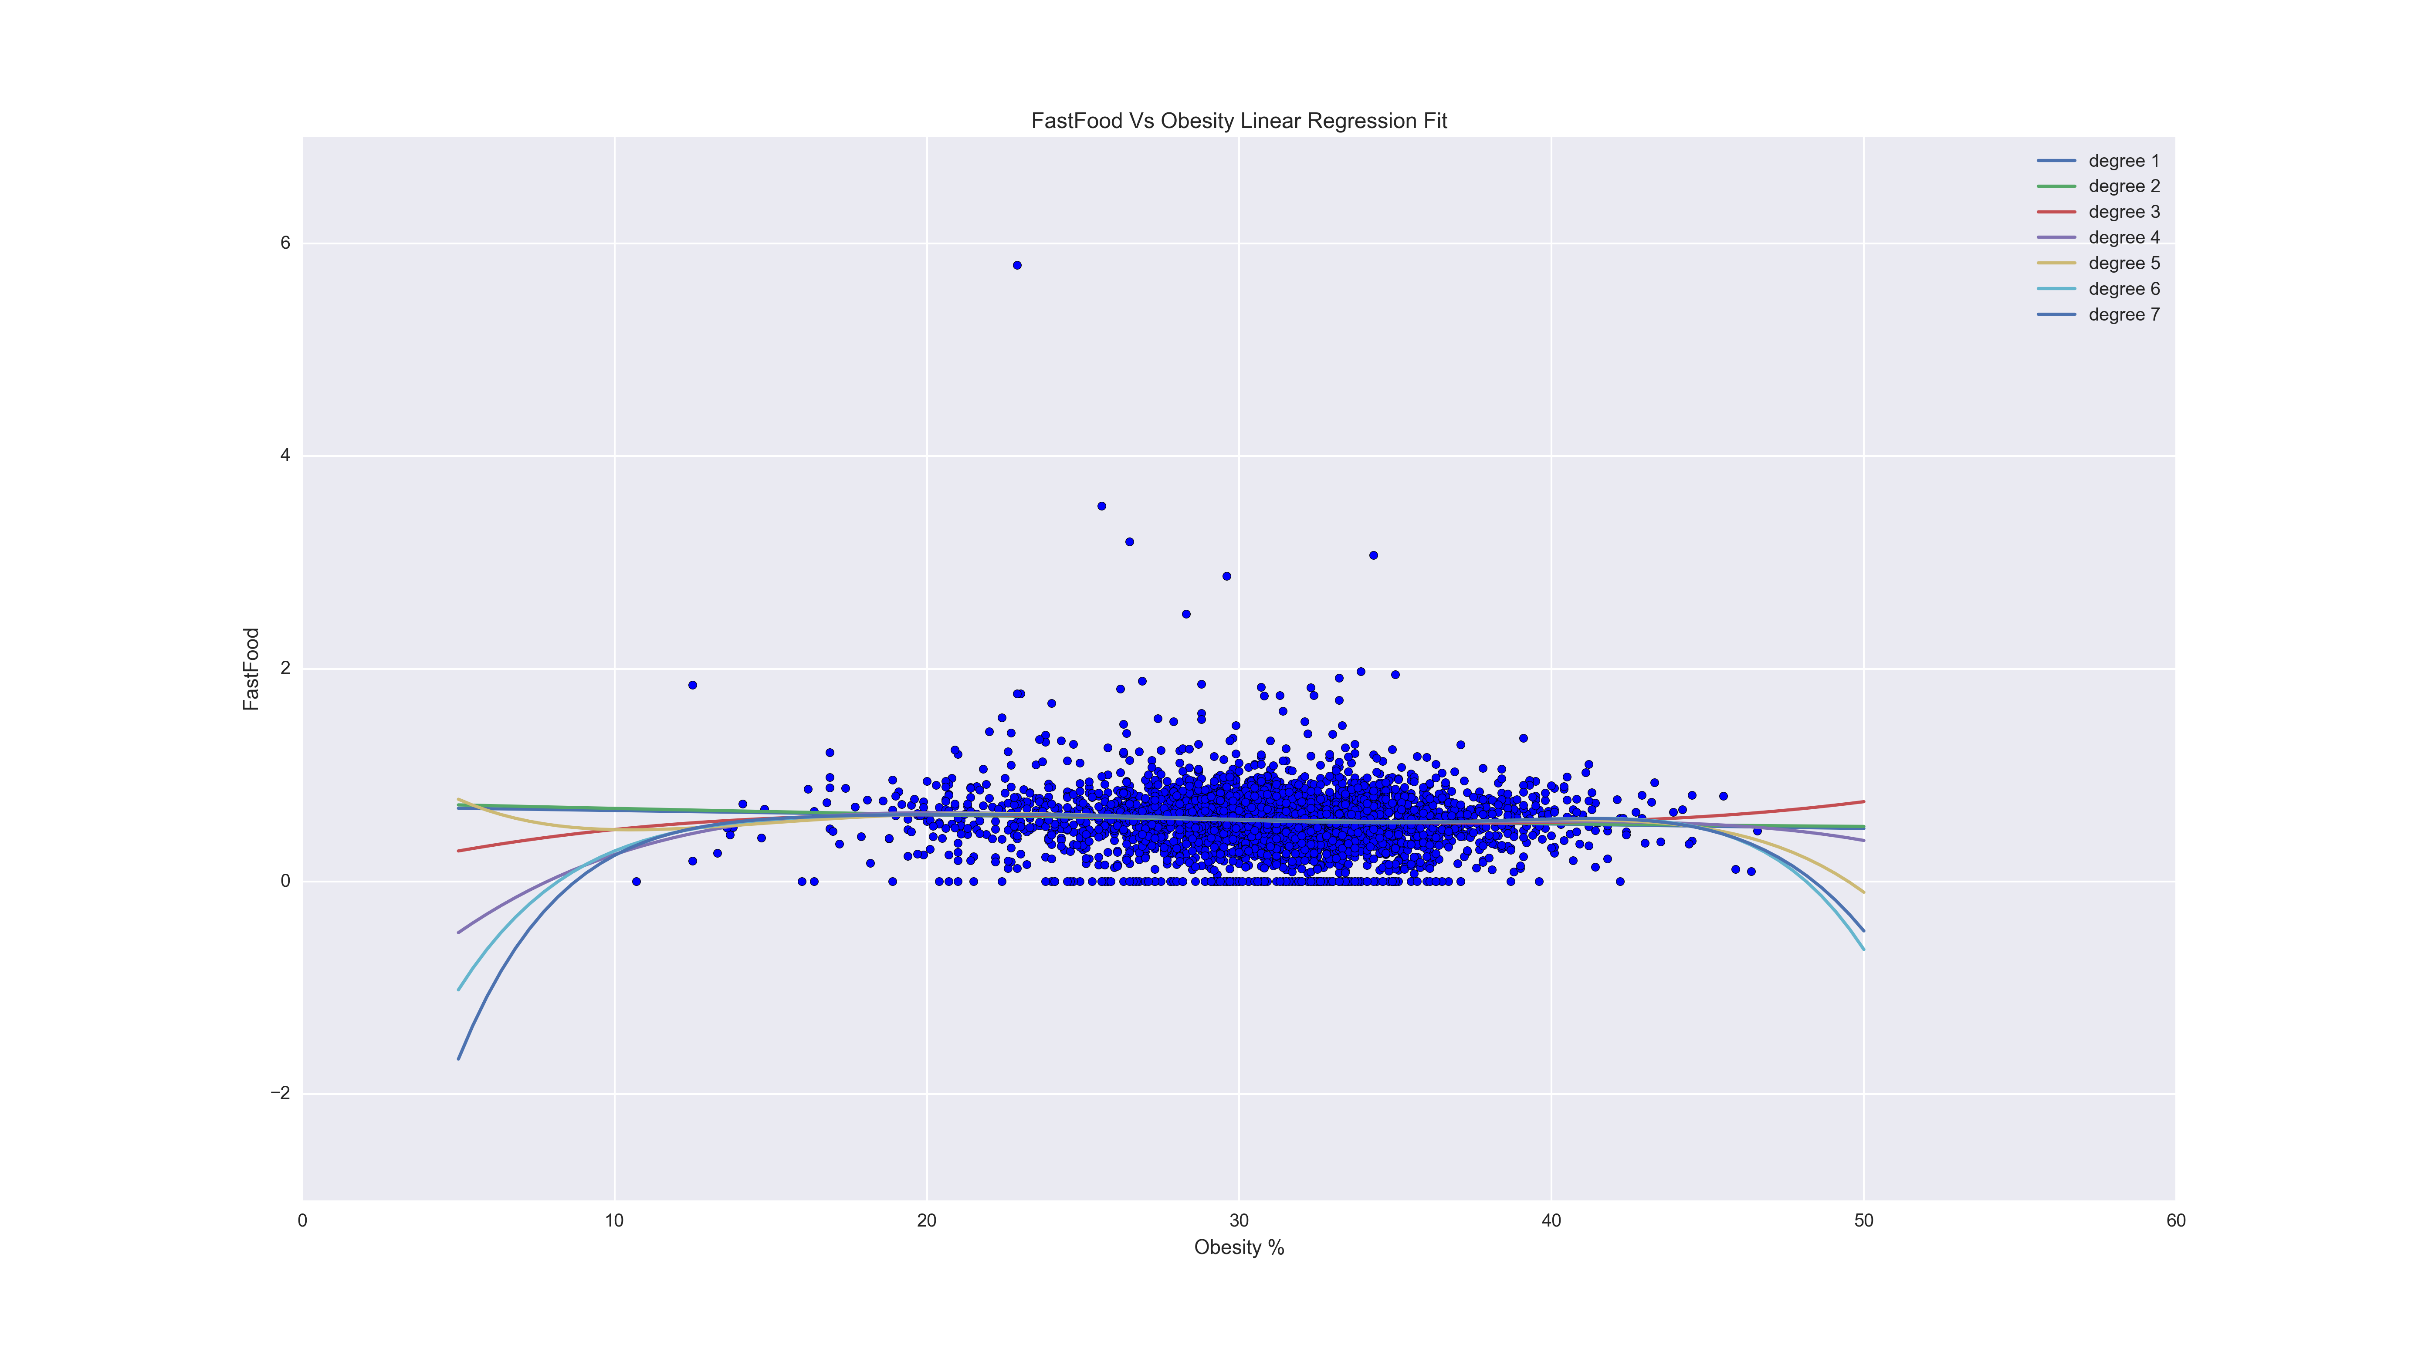 FastFood Vs Obesity Linear Regression Fit
degree 1
degree 2
degree 3
degree 4
degree 5
degree 6
degree 7
6
4
2
0
−2
FastFood
0 10 20 30 40 50 60
Obesity %